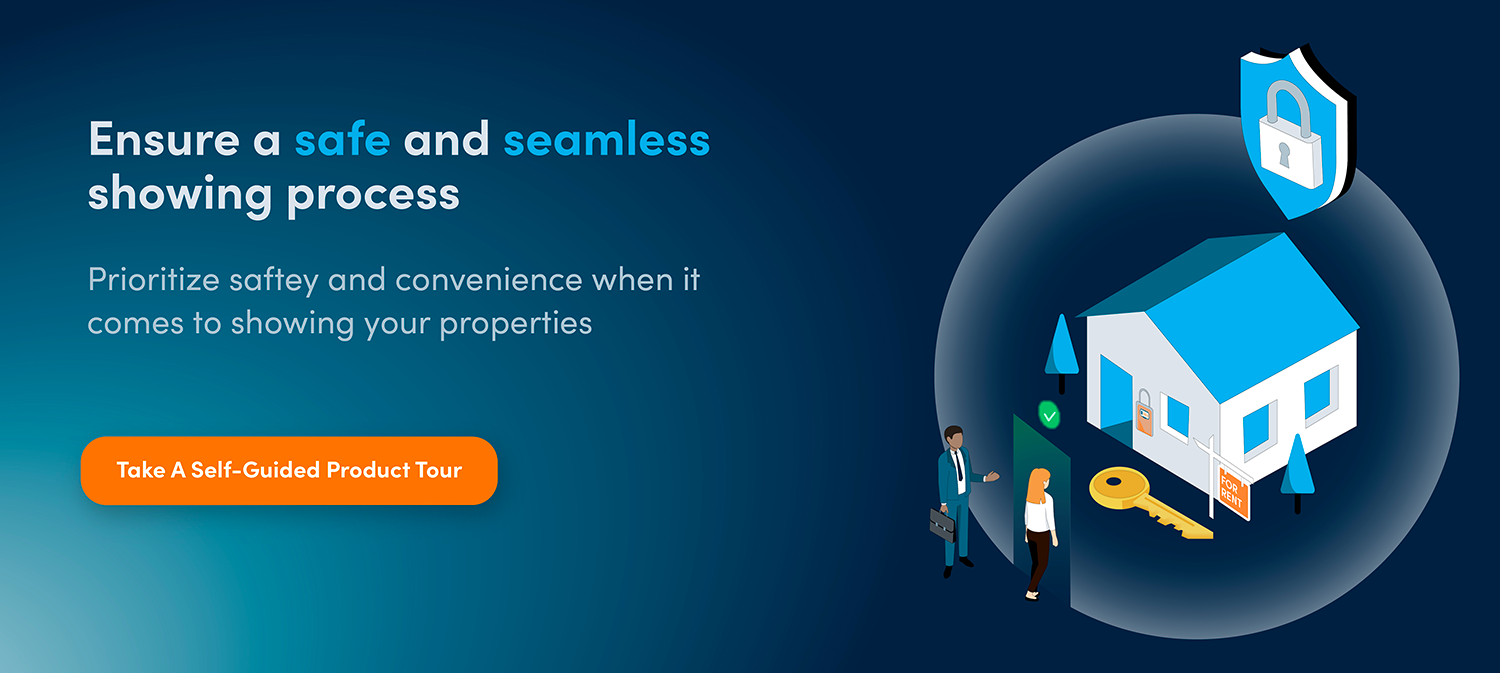 Ensure a safe and seamless
showing process
Prioritize saftey and convenience when it
comes to showing your properties
Take A Self-Guided Product Tour
FOR
RENT